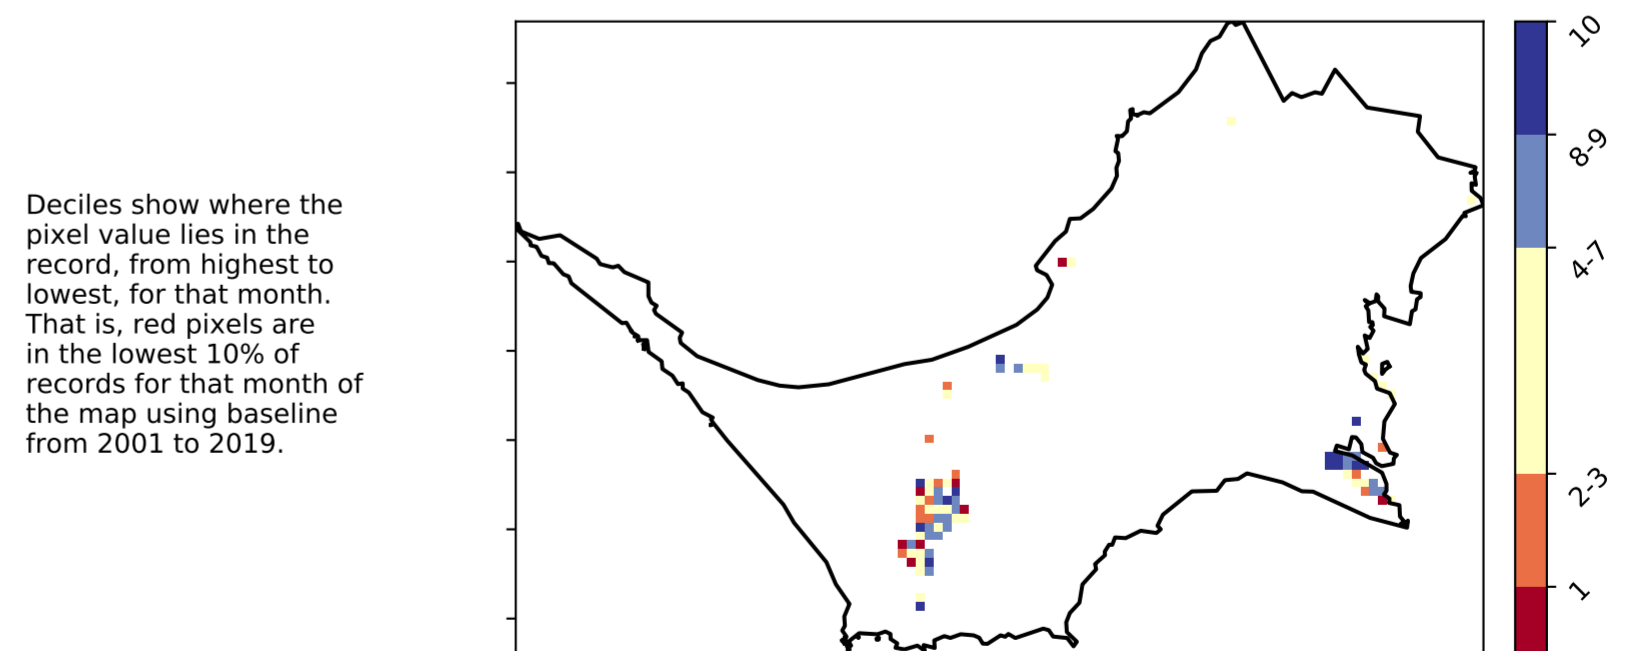 Deciles show where the
pixel value lies in the
record, from highest to
lowest, for that month.
That is, red pixels are
in the lowest 10% of
records for that month of
the map using baseline
from 2001 to 2019.
10
8-9
4-7
2-3
1